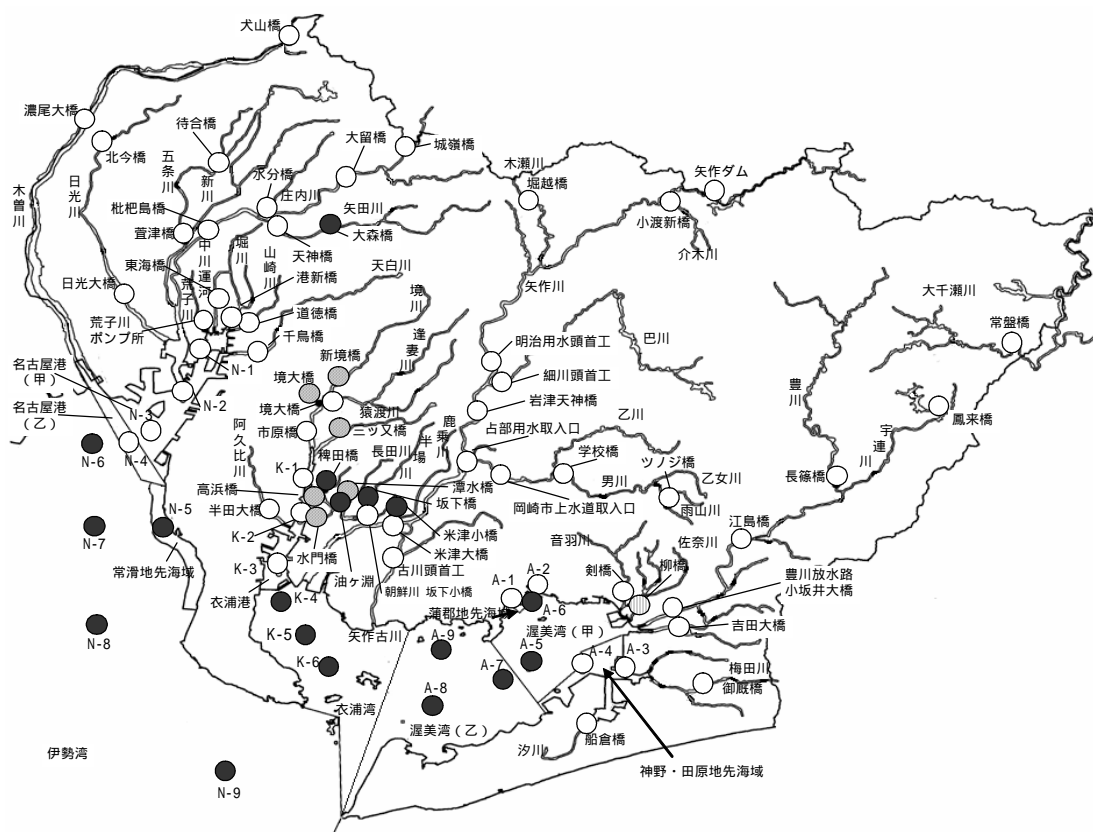 犬山橋
濃尾大橋
北今橋
待合橋
大留橋
城嶺橋
五条川
新川
水分橋
庄内川
木曽川
日光川
枇杷島橋
萱津橋
矢田川
大森橋
天神橋
木瀬川
堀越橋
矢作ダム
小渡新橋
介木川
中川運河
堀川
山崎川
東海橋
港新橋
天白川
荒子川
日光大橋
荒子川
ポンプ所
道徳橋
千鳥橋
境川
逢妻川
矢作川
巴川
大千瀬川
常盤橋
名古屋港
(甲)
N-1
新境橋
境大橋
境大橋
明治用水頭首工
細川頭首工
岩津天神橋
豊川
宇連川
鳳来橋
N-2
名古屋港
(乙)
N-3
N-4
N-6
市原橋
猿渡川
三ツ又橋
鹿乗川
占部用水取入口
乙川
学校橋
男川
ツノジ橋
乙女川
雨山川
長篠橋
阿久比川
K-1
稗田橋
長田川
半場川
高浜橋
潭水橋
坂下橋
岡崎市上水道取入口
半田大橋
K-2
米津小橋
米津大橋
N-5
N-7
常滑地先海域
K-3
水門橋
油ヶ淵
古川頭首工
朝鮮川 坂下小橋
音羽川
佐奈川
江島橋
剣橋
柳橋
豊川放水路
小坂井大橋
吉田大橋
衣浦港
K-4
A-1
A-2
蒲郡地先海域
A-6
渥美湾(甲)
N-8
K-5
矢作古川
A-9
A-5
A-4
A-3
K-6
A-7
梅田川
御厩橋
衣浦湾
A-8
渥美湾(乙)
船倉橋
汐川
伊勢湾
神野・田原地先海域
N-9